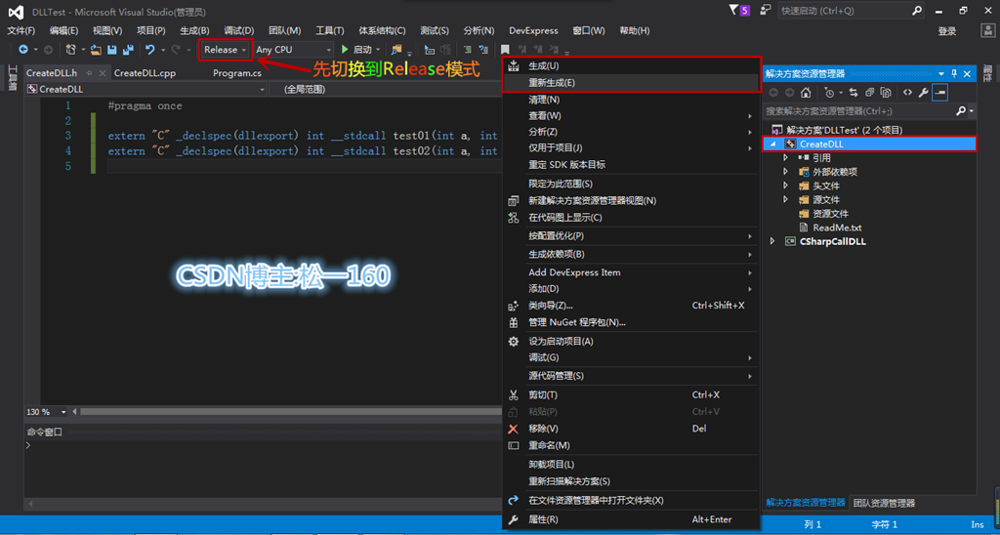 DLLTest - Microsoft Visual Studio(管理员)
5
快速启动 (Ctrl+Q)
文件(F) 编辑(E) 视图(V) 项目(P) 生成(B) 调试(D) 团队(M) 工具(T) 体系结构(C) 测试(S) 分析(N) DevExpress 窗口(W) 帮助(H) 登录
Release Any CPU 启动
先切换到Release模式
工具箱
CreateDLL.h CreateDLL.cpp Program.cs
CreateDLL (全局范围)
1 #pragma once
2
3 extern "C" _declspec(dllexport) int __stdcall test01(int a, int
4 extern "C" _declspec(dllexport) int __stdcall test02(int a, int
5
CSDN博主:松一160
130 %
命令窗口
>
生成(U)
重新生成(E)
清理(N)
查看(W)
分析(Z)
仅用于项目(J)
重定 SDK 版本目标
限定为此范围(S)
新建解决方案资源管理器视图(N)
在代码图上显示(C)
按配置优化(P)
生成依赖项(B)
Add DevExpress Item
添加(D)
类向导(Z)... Ctrl+Shift+X
管理 NuGet 程序包(N)...
设为启动项目(A)
调试(G)
源代码管理(S)
剪切(T) Ctrl+X
粘贴(P) Ctrl+V
移除(V) Del
重命名(M)
卸载项目(L)
重新扫描解决方案(S)
在文件资源管理器中打开文件夹(X)
属性(R) Alt+Enter
解决方案资源管理器
属性
搜索解决方案资源管理器(Ctrl+;)
解决方案'DLLTest' (2 个项目)
CreateDLL
引用
外部依赖项
头文件
源文件
资源文件
ReadMe.txt
CSharpCallDLL
解决方案资源管理器 团队资源管理器
列 1 字符 1 Ins